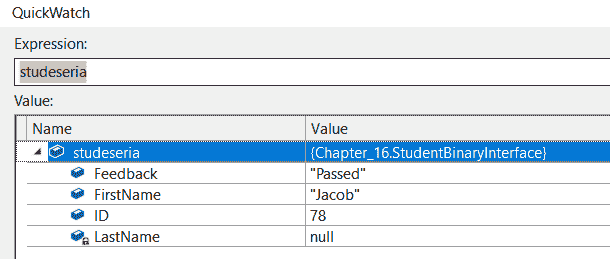 QuickWatch
Expression:
studeseria
Value:
Name Value
studeseria {Chapter_16.StudentBinaryInterface}
Feedback "Passed"
FirstName "Jacob"
ID 78
LastName null